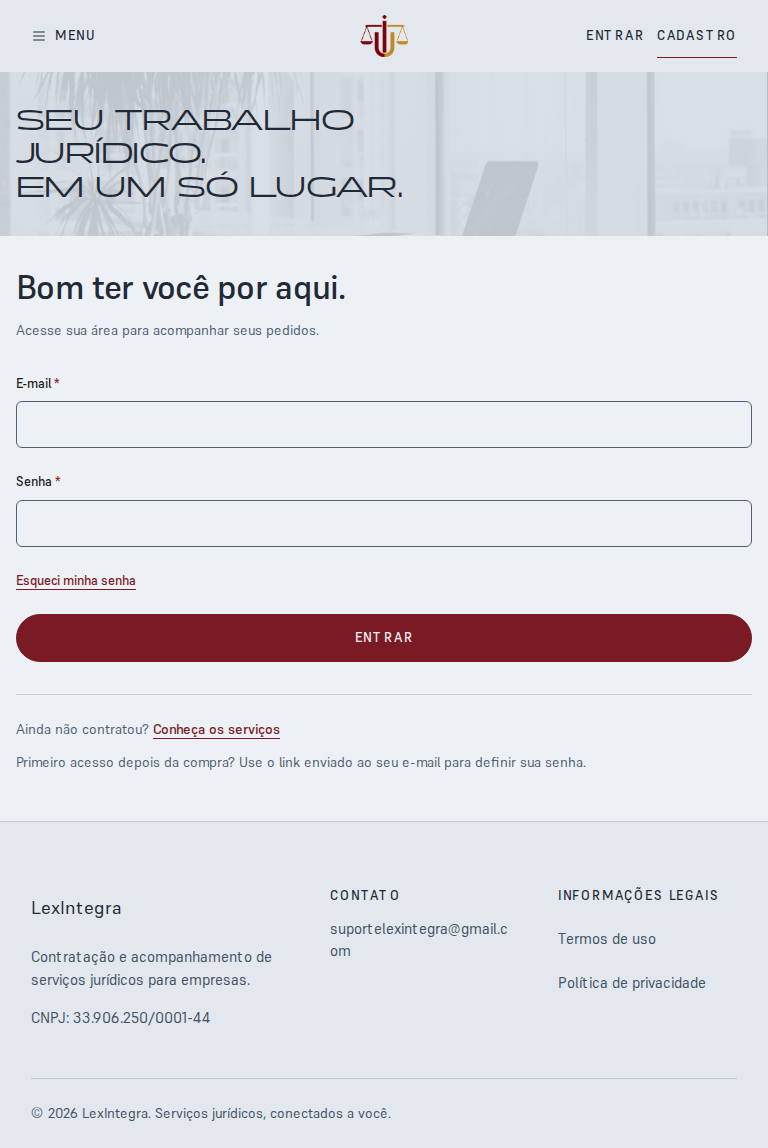 MENU
ENTRAR
CADASTRO
SEU TRABALHO
JURÍDICO.
EM UM SÓ LUGAR.
Bom ter você por aqui.
Acesse sua área para acompanhar seus pedidos.
E-mail *
Senha *
Esqueci minha senha
ENTRAR
Ainda não contratou? Conheça os serviços
Primeiro acesso depois da compra? Use o link enviado ao seu e-mail para definir sua senha.
LexIntegra
Contratação e acompanhamento de
serviços jurídicos para empresas.
CNPJ: 33.906.250/0001-44
CONTATO
suportelexintegra@gmail.c
om
INFORMAÇÕES LEGAIS
Termos de uso
Política de privacidade
© 2026 LexIntegra. Serviços jurídicos, conectados a você.